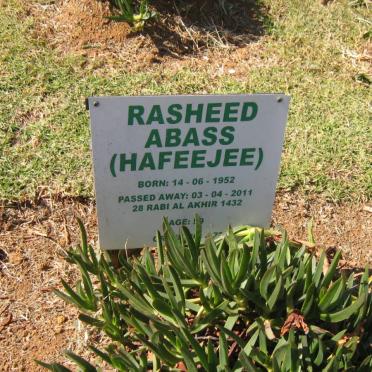 RASHEED
ABASS
(HAFEEJEE)
BORN: 14 - 06 - 1952
PASSED AWAY: 03 - 04 - 2011
28 RABI AL AKHIR 1432
AGE: